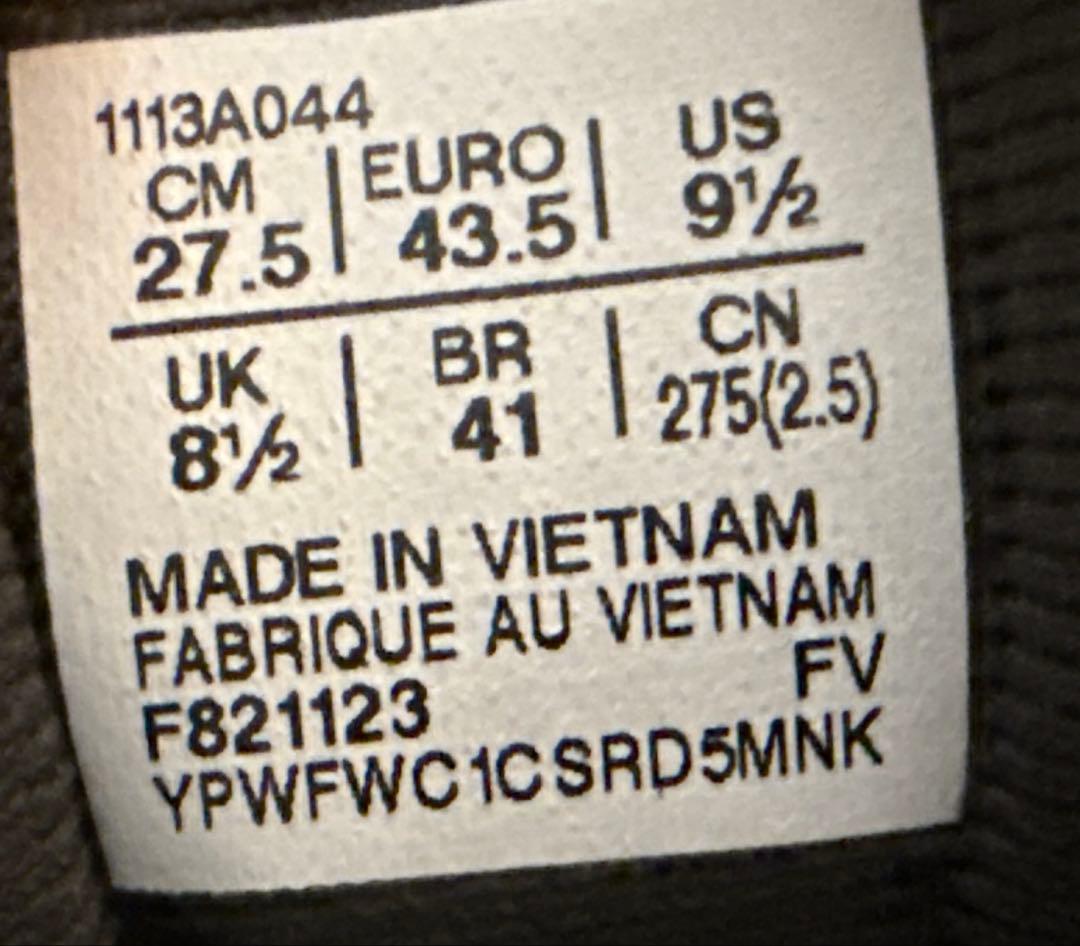 1113A044
CM | EURO | US
27.5 | 43.5 | 9½
UK | BR | CN
8½ | 41 | 275(2.5)
MADE IN VIETNAM
FABRIQUE AU VIETNAM
F821123 FV
YPWFWC1CSRD5MNK